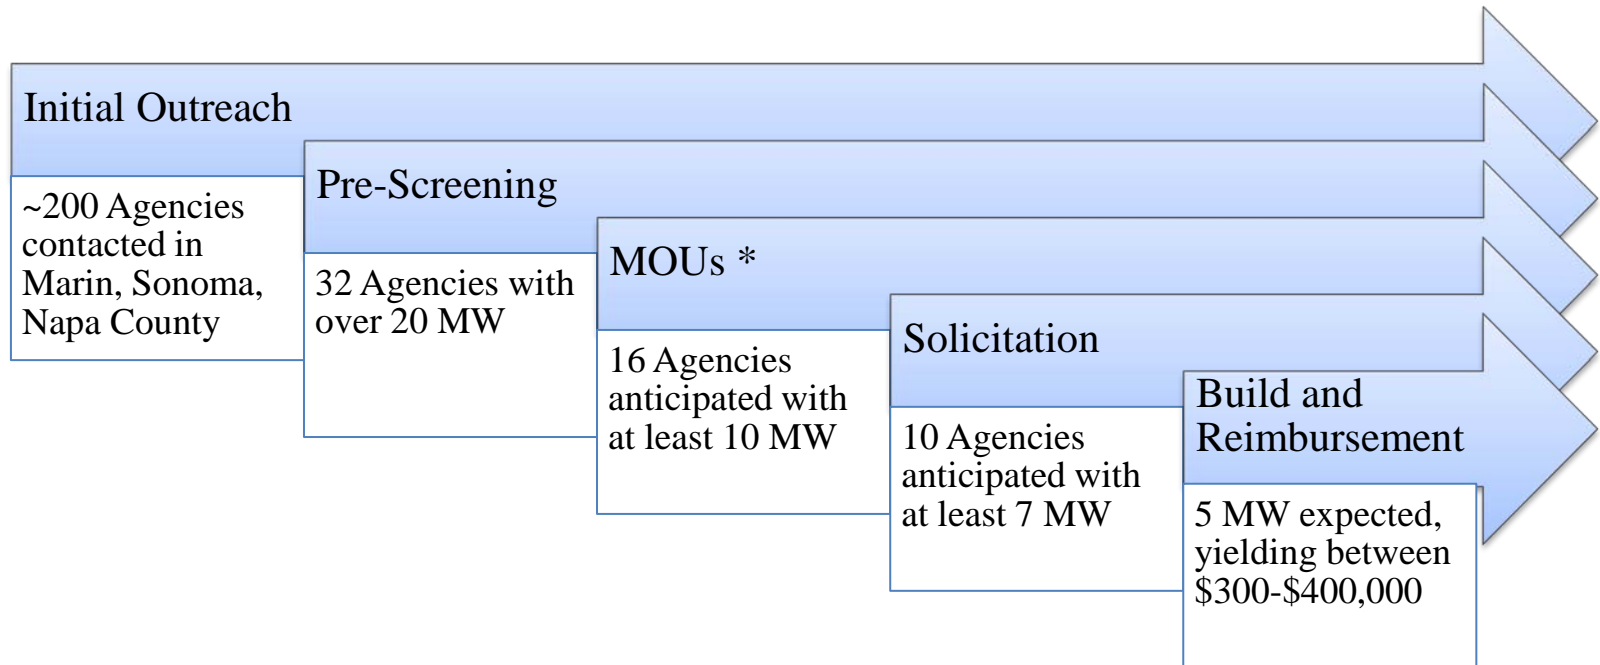 Initial Outreach
~200 Agencies
contacted in
Marin, Sonoma,
Napa County
Pre-Screening
32 Agencies with
over 20 MW
MOUs *
16 Agencies
anticipated with
at least 10 MW
Solicitation
10 Agencies
anticipated with
at least 7 MW
Build and
Reimbursement
5 MW expected,
yielding between
$300-$400,000